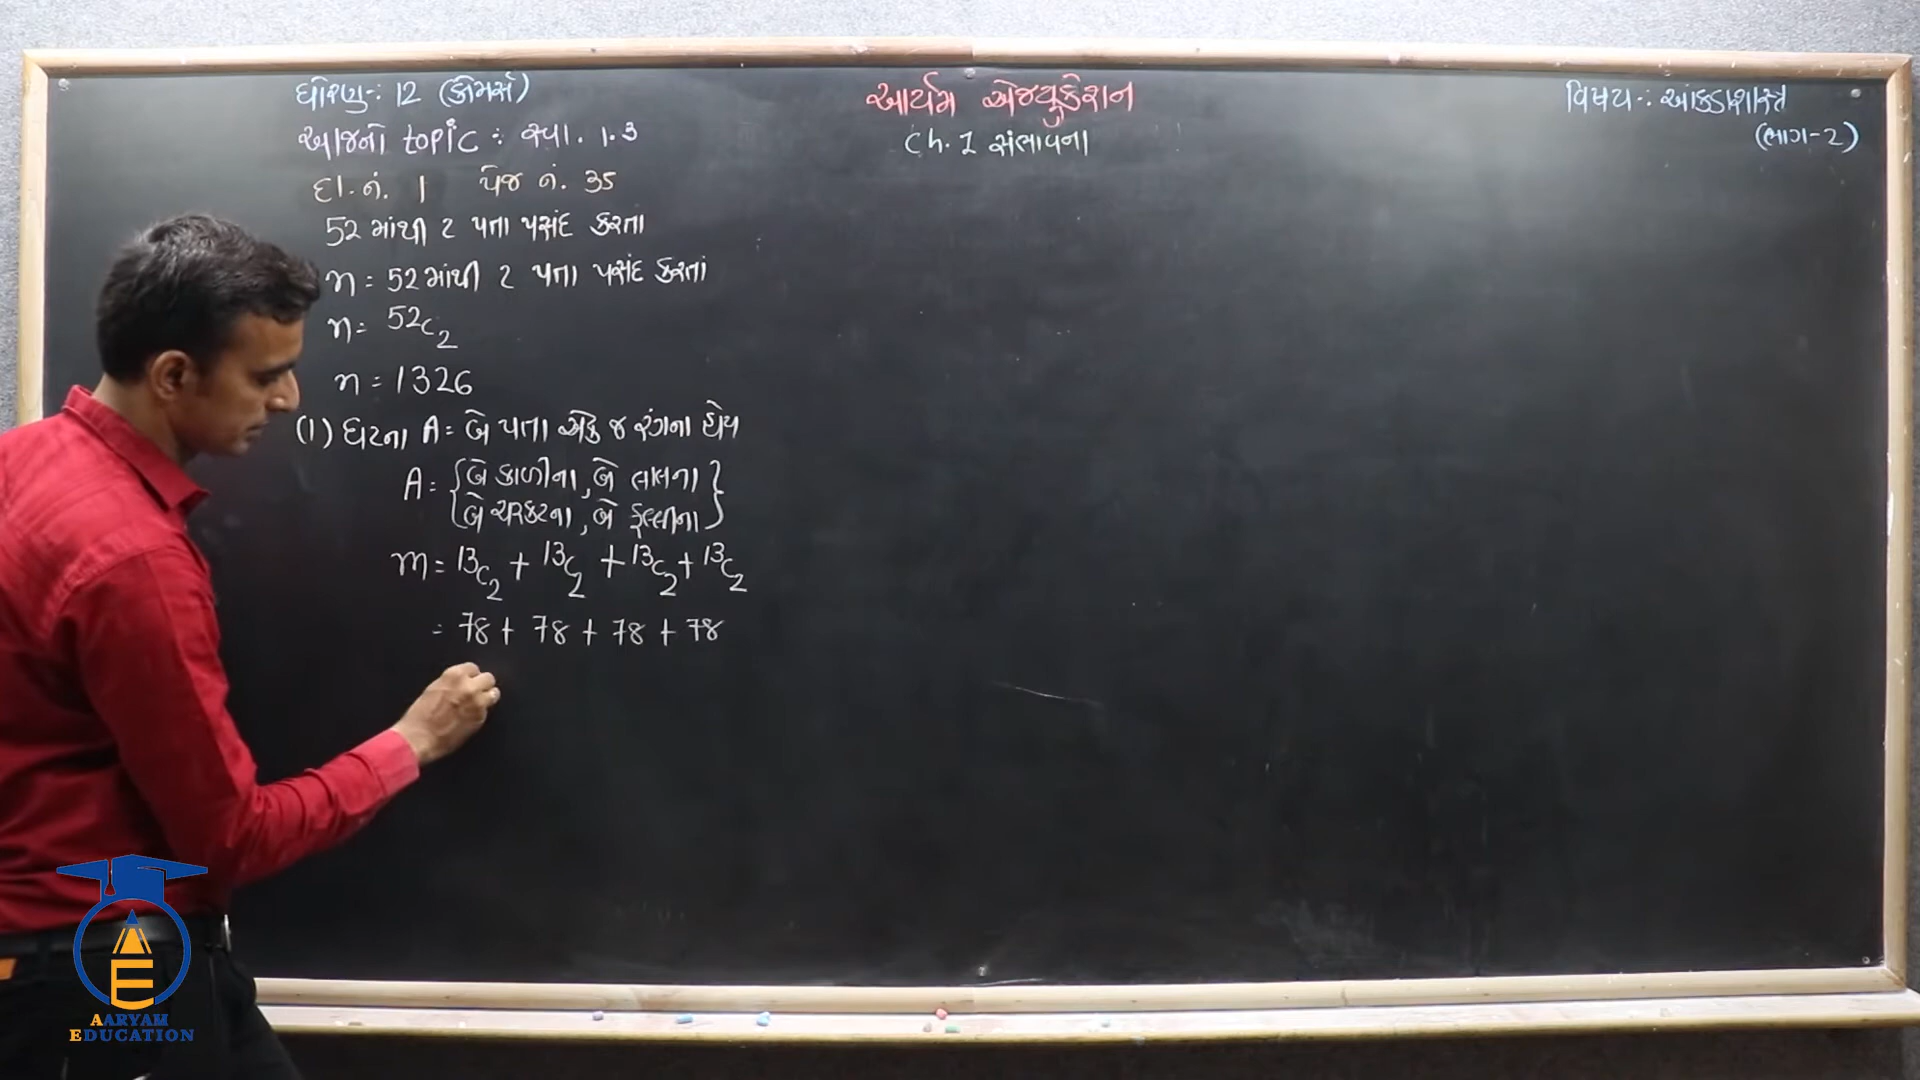 ધોરણ-: 12 (કોમર્સ)
આર્યમ એજ્યુકેશન
વિષય-: આંકડાશાસ્ત્ર
(ભાગ-2)
Ch. 1 સંભાવના
આજનો topic : સ્વા. 1.3
દા.નં. 1 પેજ નં. 35
52 માંથી 2 પતા પસંદ કરતા
n = 52 માંથી 2 પતા પસંદ કરતાં
n = 52C2
n = 1326
(1) ઘટના A = બે પતા એક જ રંગના હોય
A = {બે કાળીના, બે લાલના
બે ચરકટના, બે ફુલ્લીના}
m = 13C2 + 13C2 + 13C2 + 13C2
= 78 + 78 + 78 + 78
AARYAM
EDUCATION